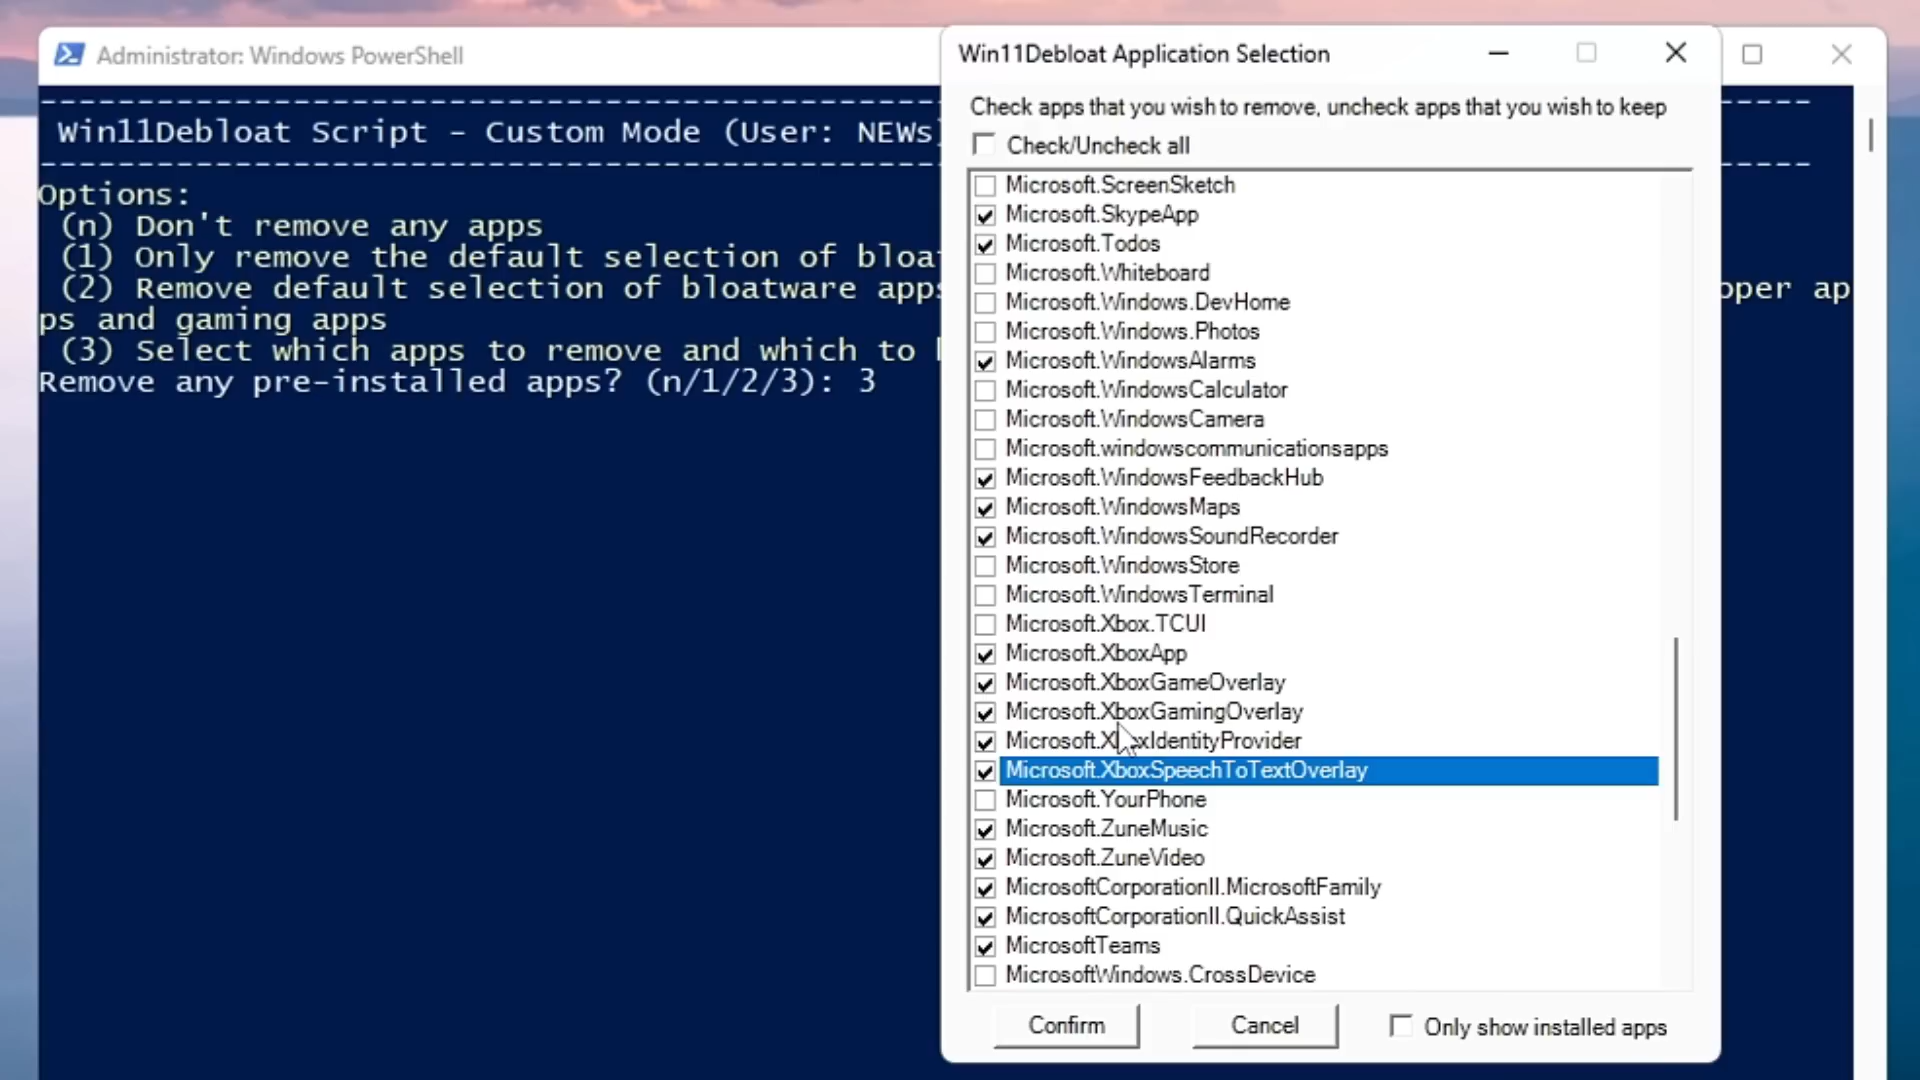 Administrator: Windows PowerShell
Win11Debloat Script - Custom Mode (User: NEWs
Options:
(n) Don't remove any apps
(1) Only remove the default selection of
(2) Remove default selection of bloatware
oper ap
ps and gaming apps
(3) Select which apps to remove and which to
Remove any pre-installed apps? (n/1/2/3): 3
Win11Debloat Application Selection
Check apps that you wish to remove, uncheck apps that you wish to keep
Check/Uncheck all
Microsoft.ScreenSketch
Microsoft.SkypeApp
Microsoft.Todos
Microsoft.Whiteboard
Microsoft.Windows.DevHome
Microsoft.Windows.Photos
Microsoft.WindowsAlarms
Microsoft.WindowsCalculator
Microsoft.WindowsCamera
Microsoft.windowscommunicationsapps
Microsoft.WindowsFeedbackHub
Microsoft.WindowsMaps
Microsoft.WindowsSoundRecorder
Microsoft.WindowsStore
Microsoft.WindowsTerminal
Microsoft.Xbox.TCUI
Microsoft.XboxApp
Microsoft.XboxGameOverlay
Microsoft.XboxGamingOverlay
Microsoft.XboxIdentityProvider
Microsoft.XboxSpeechToTextOverlay
Microsoft.YourPhone
Microsoft.ZuneMusic
Microsoft.ZuneVideo
MicrosoftCorporationII.MicrosoftFamily
MicrosoftCorporationII.QuickAssist
MicrosoftTeams
MicrosoftWindows.CrossDevice
Confirm
Cancel
Only show installed apps